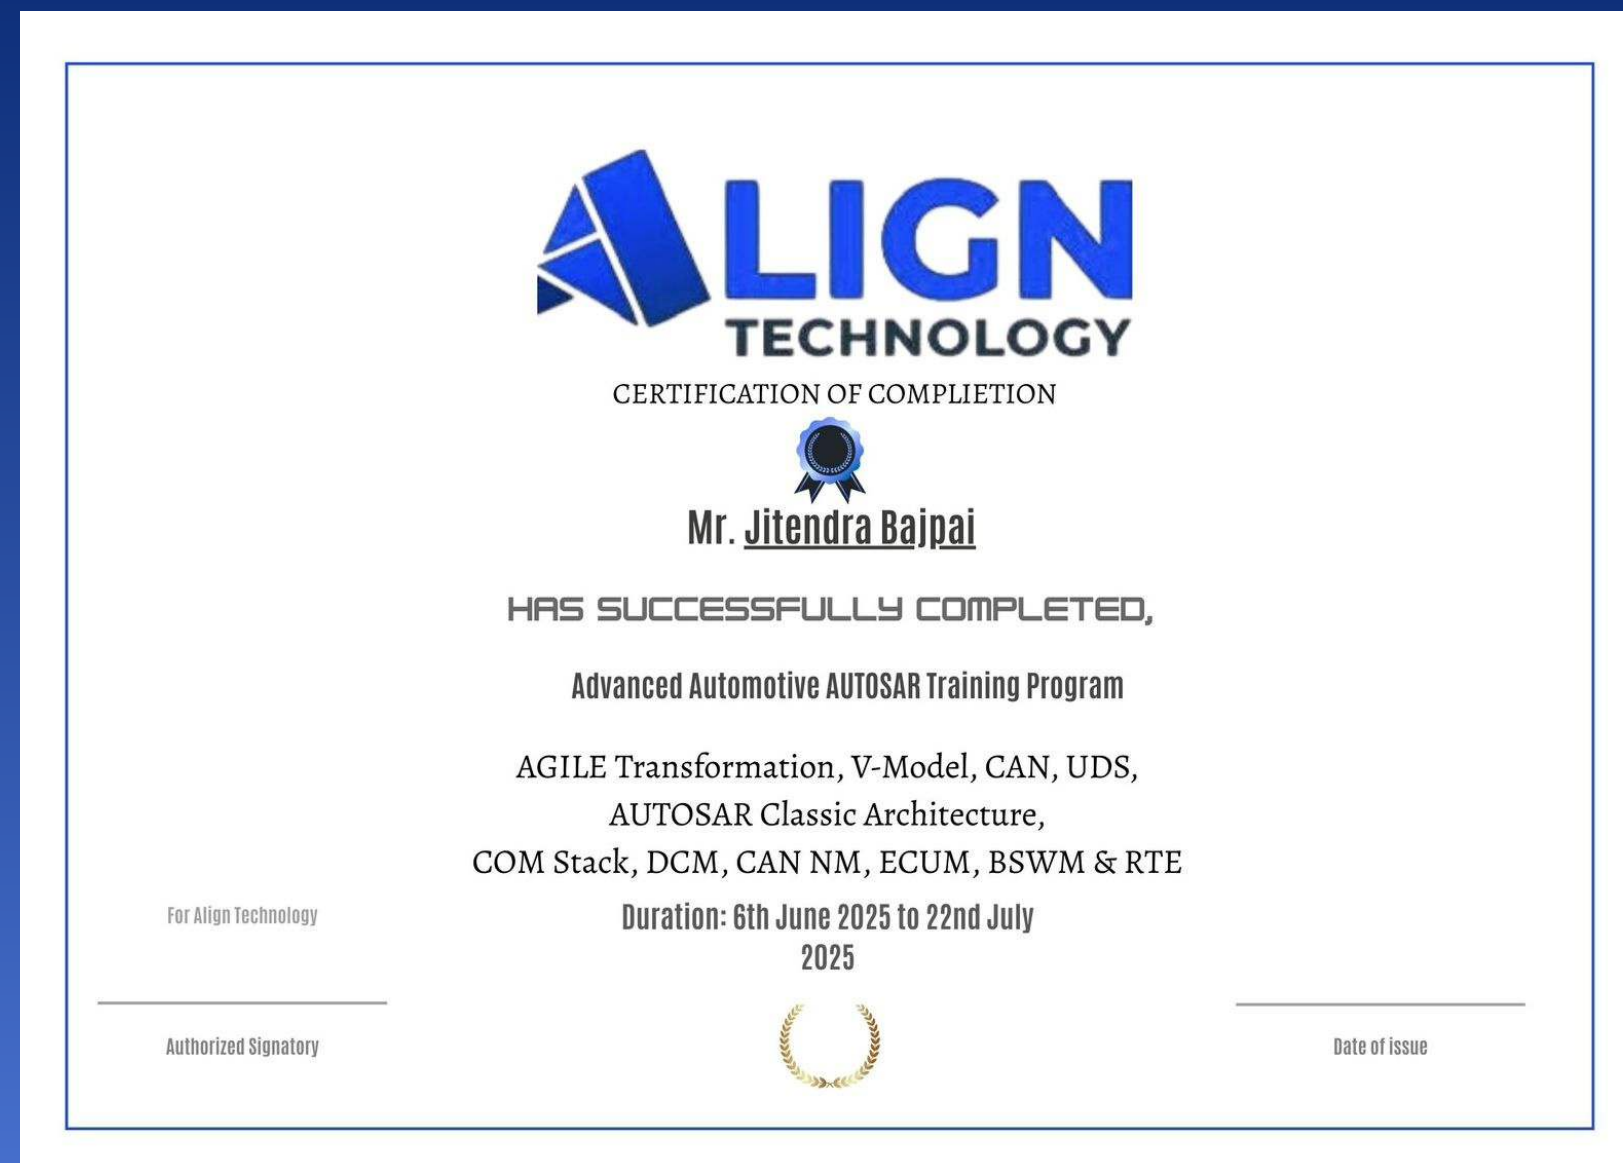 ALIGN
TECHNOLOGY
CERTIFICATION OF COMPLIETION
Mr. Jitendra Bajpai
HAS SUCCESSFULLY COMPLETED,
Advanced Automotive AUTOSAR Training Program
AGILE Transformation, V-Model, CAN, UDS,
AUTOSAR Classic Architecture,
COM Stack, DCM, CAN NM, ECUM, BSWM & RTE
For Align Technology
Duration: 6th June 2025 to 22nd July
2025
Authorized Signatory
Date of issue